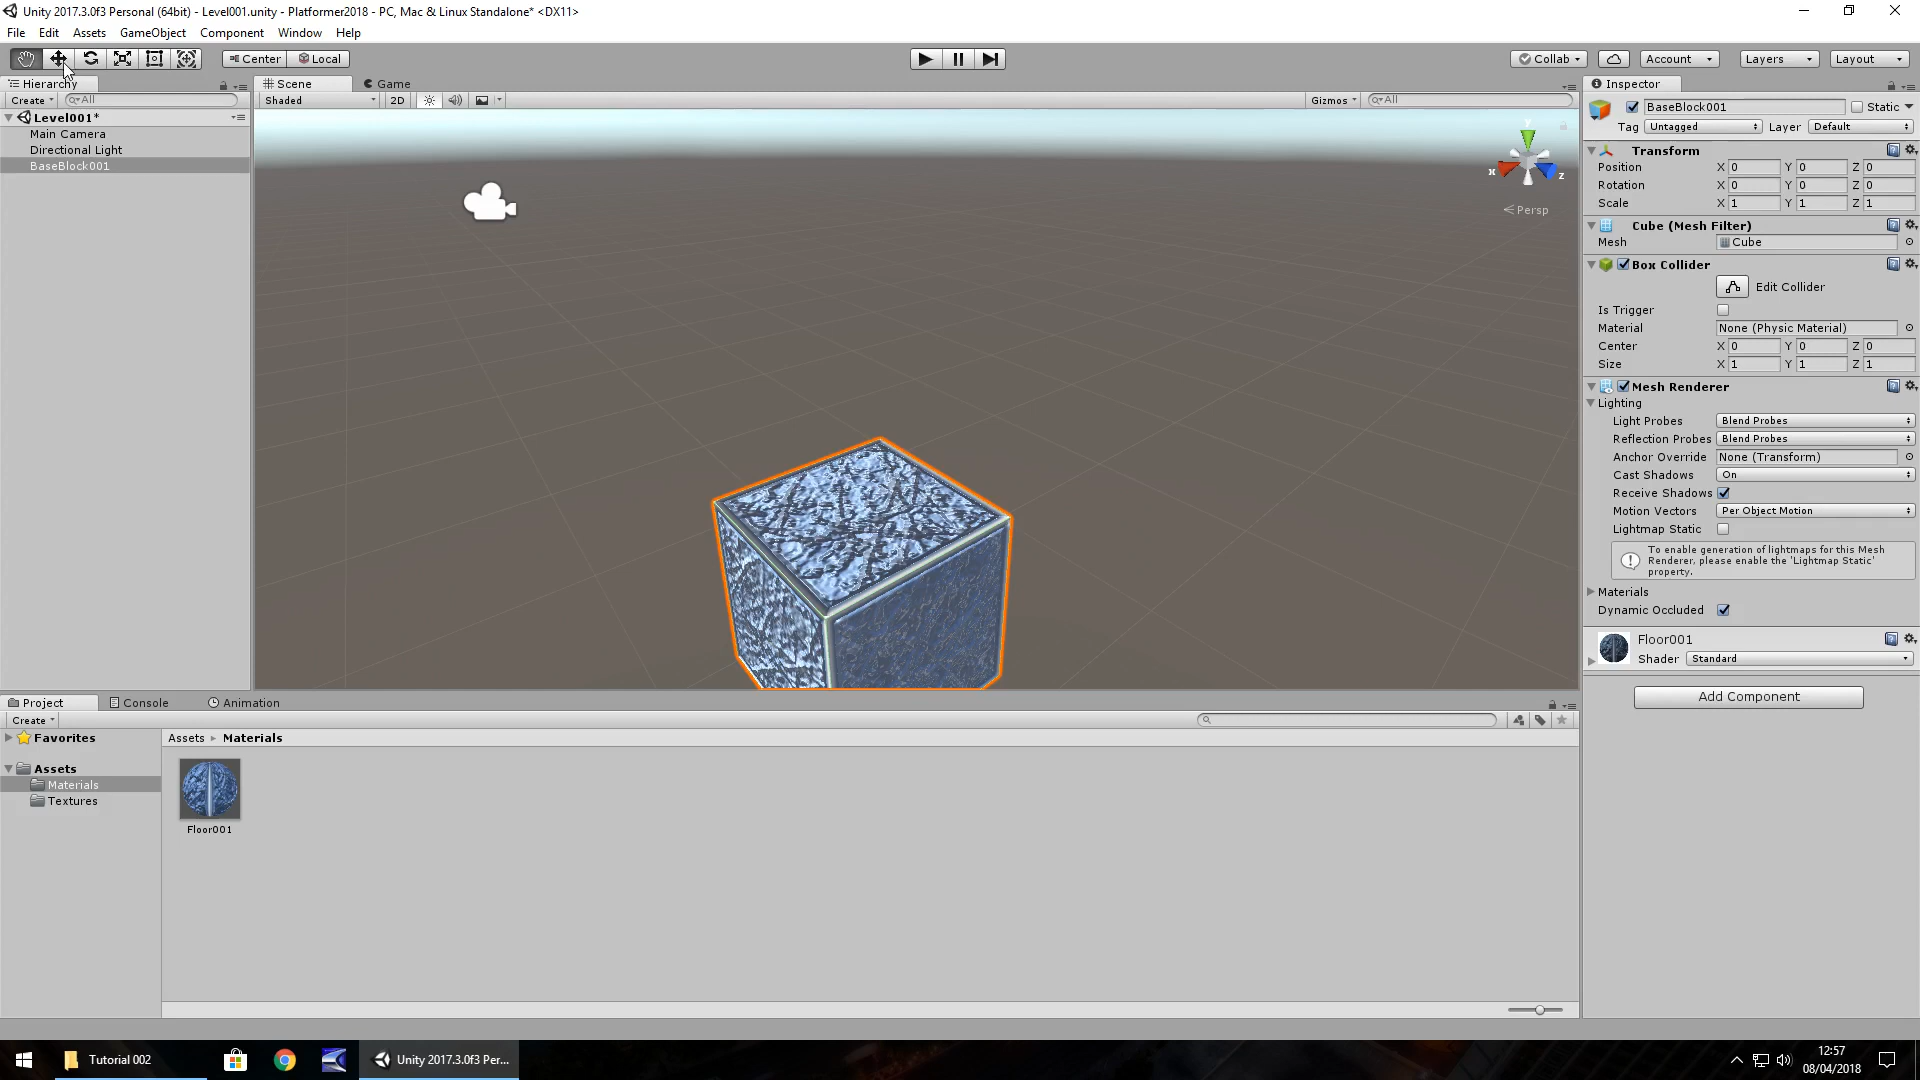 Unity 2017.3.0f3 Personal (64bit) - Level001.unity - Platformer2018 - PC, Mac & Linux Standalone* <DX11>
File Edit Assets GameObject Component Window Help
Center Local Collab Account Layers Layout
Hierarchy Scene Game Inspector
Create All Shaded 2D Gizmos All
BaseBlock001 Static
Level001*
Tag Untagged Layer Default
Main Camera
Directional Light
BaseBlock001
Transform
Position X 0 Y 0 Z 0
Rotation X 0 Y 0 Z 0
Scale X 1 Y 1 Z 1
y
x
z
Persp
Cube (Mesh Filter)
Mesh Cube
Box Collider
Edit Collider
Is Trigger
Material None (Physic Material)
Center X 0 Y 0 Z 0
Size X 1 Y 1 Z 1
Mesh Renderer
Lighting
Light Probes Blend Probes
Reflection Probes Blend Probes
Anchor Override None (Transform)
Cast Shadows On
Receive Shadows
Motion Vectors Per Object Motion
Lightmap Static
To enable generation of lightmaps for this Mesh
Renderer, please enable the 'Lightmap Static'
property.
Materials
Dynamic Occluded
Floor001
Shader Standard
Add Component
Project Console Animation
Create
Favorites
Assets
Materials
Textures
Assets Materials
Floor001
Tutorial 002
Unity 2017.3.0f3 Per...
12:57
08/04/2018